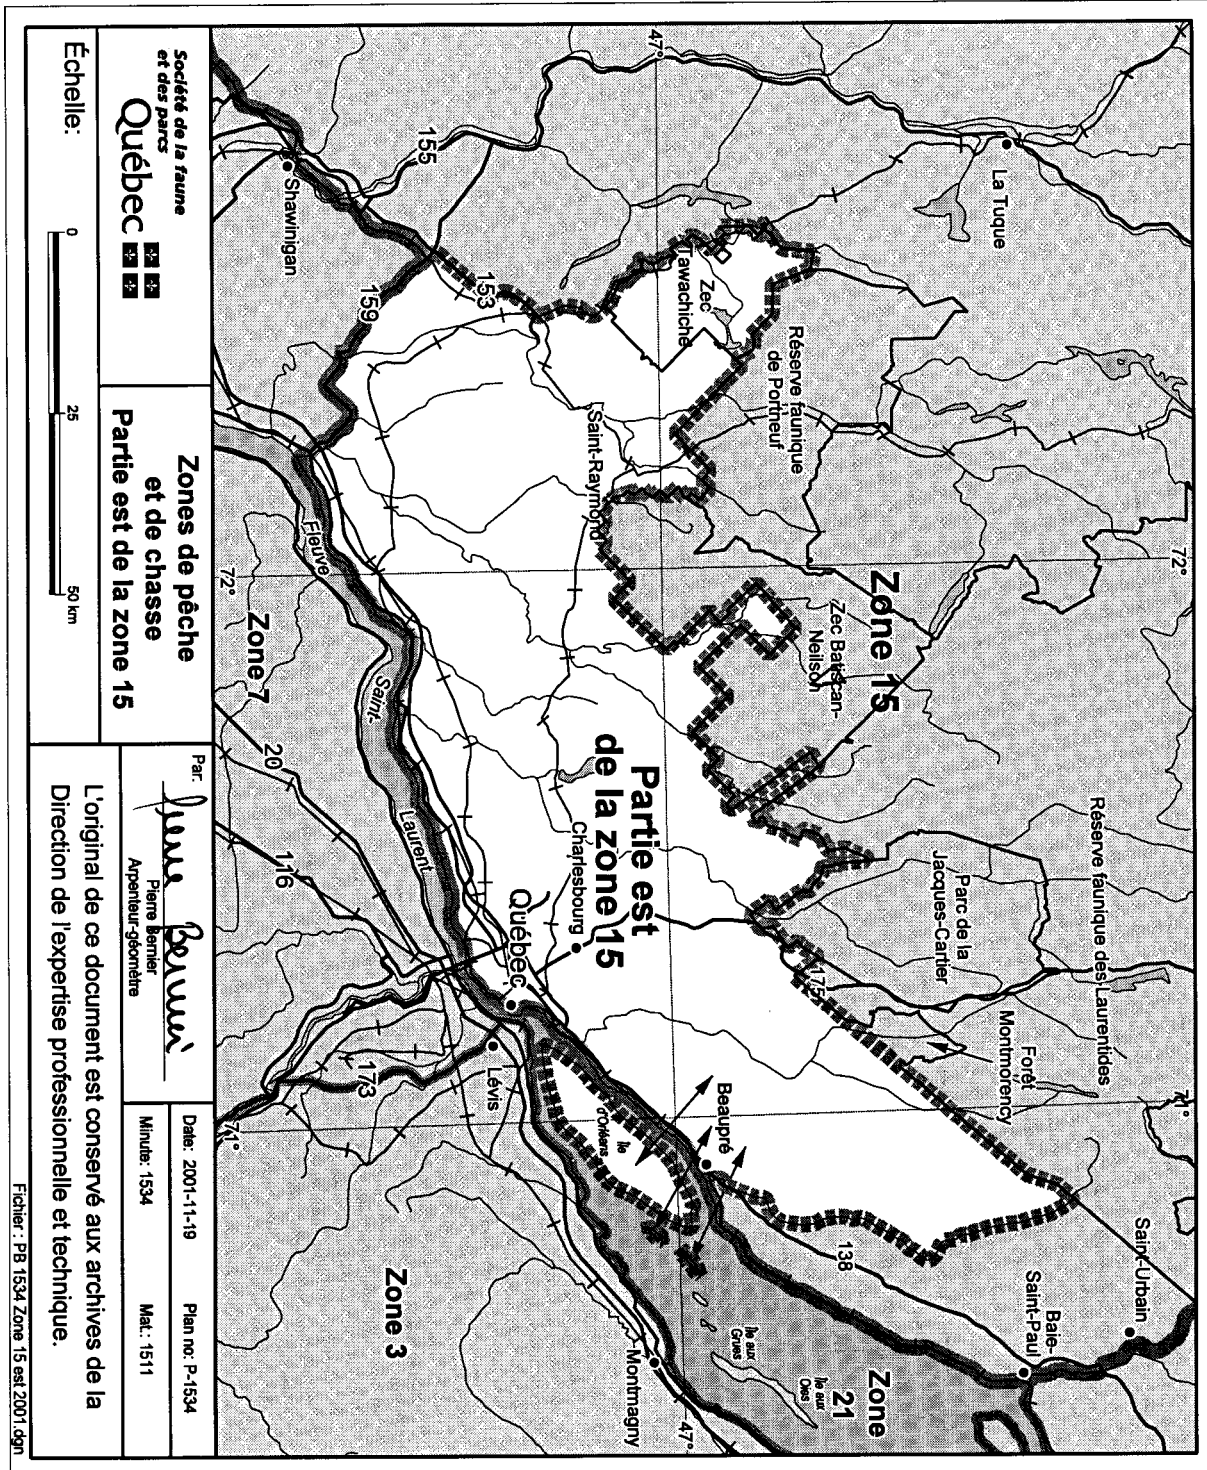 47°
La Tuque
72°
155
Shawinigan
153
159
Zec
Tawachiche
Réserve faunique
de Portneuf
Saint-Raymond
Zone 15
Zec Batiscan-
Neilson
Réserve faunique des Laurentides
Parc de la
Jacques-Cartier
175
Forêt
Montmorency
71°
Partie est
de la zone 15
Charlesbourg
Québec
Lévis
Beaupré
Île
d'Orléans
138
Saint-Urbain
Baie-
Saint-Paul
Île aux
Grues
Île aux
Oies
Zone
21
Montmagny
47°
Zone 3
173
71°
116
20
Zone 7
72°
Fleuve
Saint-
Laurent
Société de la faune
et des parcs
Québec
Échelle:
0 25 50 km
Zones de pêche
et de chasse
Partie est de la zone 15
Par:
Pierre Bernier
Pierre Bernier
Arpenteur-géomètre
Date: 2001-11-19 Plan no: P-1534
Minute: 1534 Mat.: 1511
L'original de ce document est conservé aux archives de la
Direction de l'expertise professionnelle et technique.
Fichier : PB 1534 Zone 15 est 2001.dgn